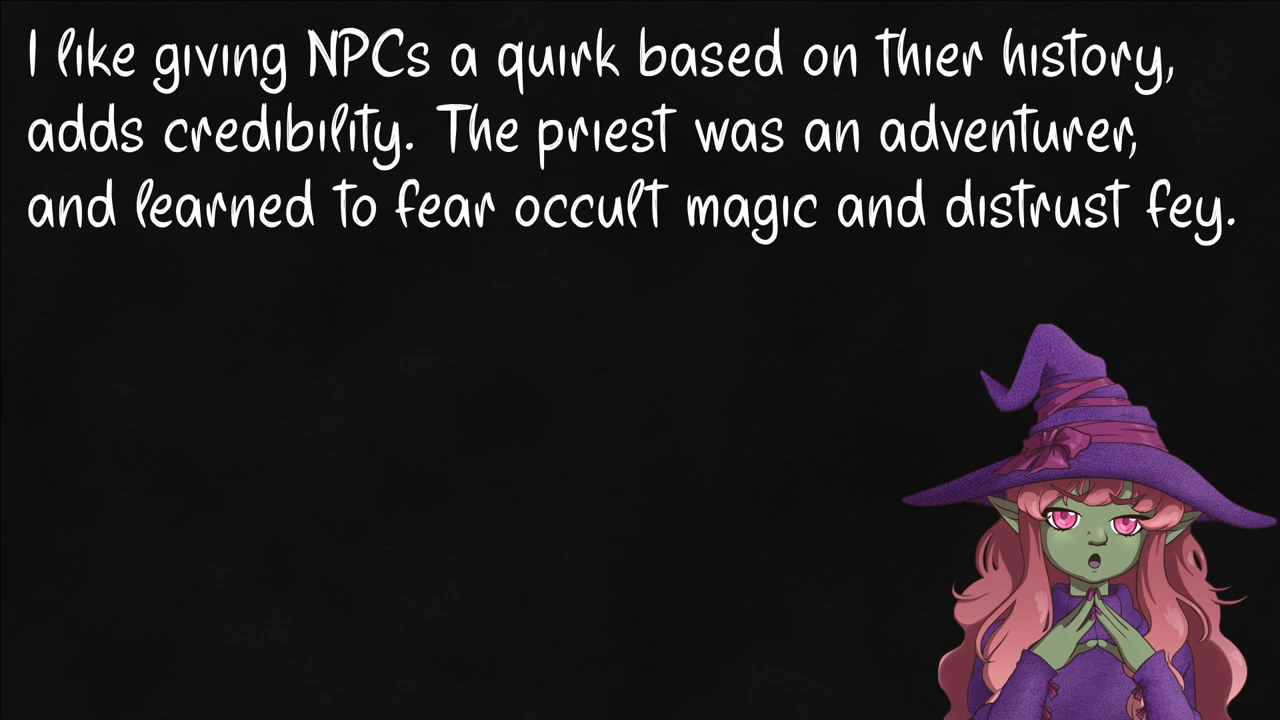 I like giving NPCs a quirk based on thier history,
adds credibility. The priest was an adventurer,
and learned to fear occult magic and distrust fey.